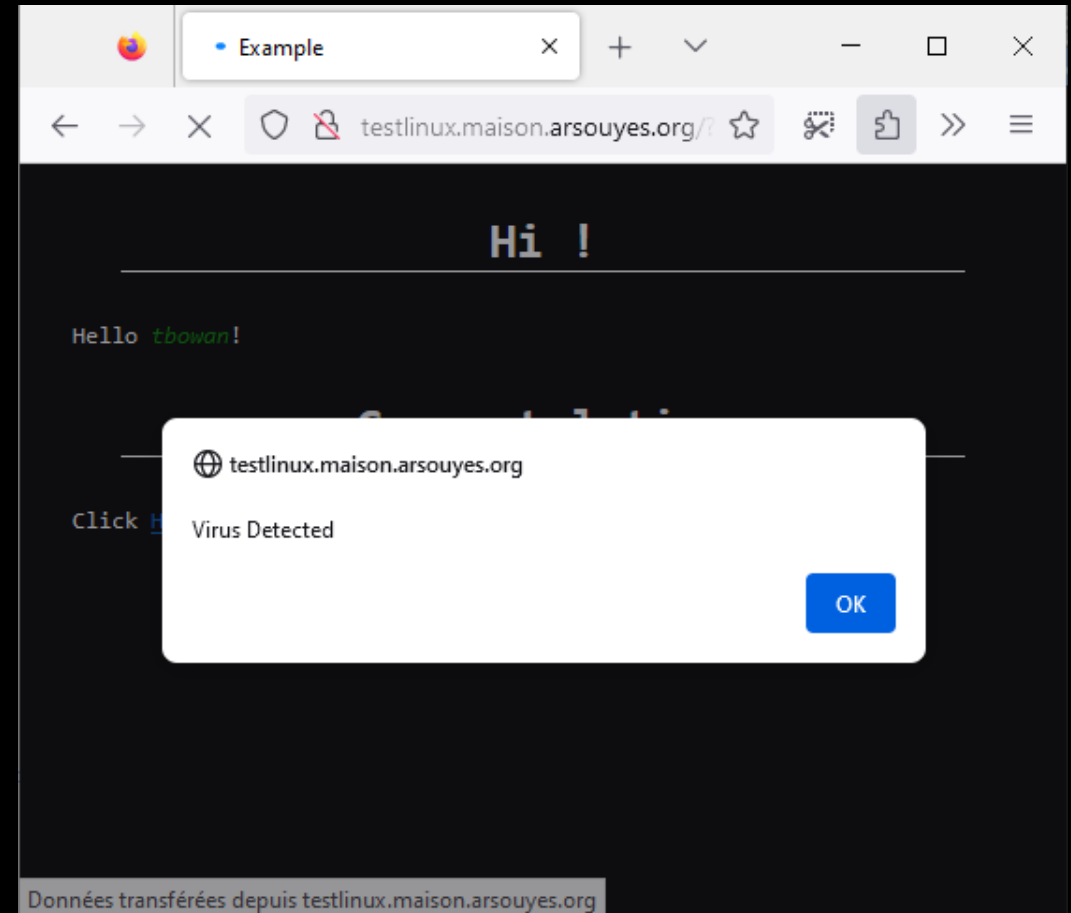 Example
testlinux.maison.arsouyes.org/?
Hi !
Hello tbowan!
testlinux.maison.arsouyes.org
Virus Detected
Click
OK
Données transférées depuis testlinux.maison.arsouyes.org